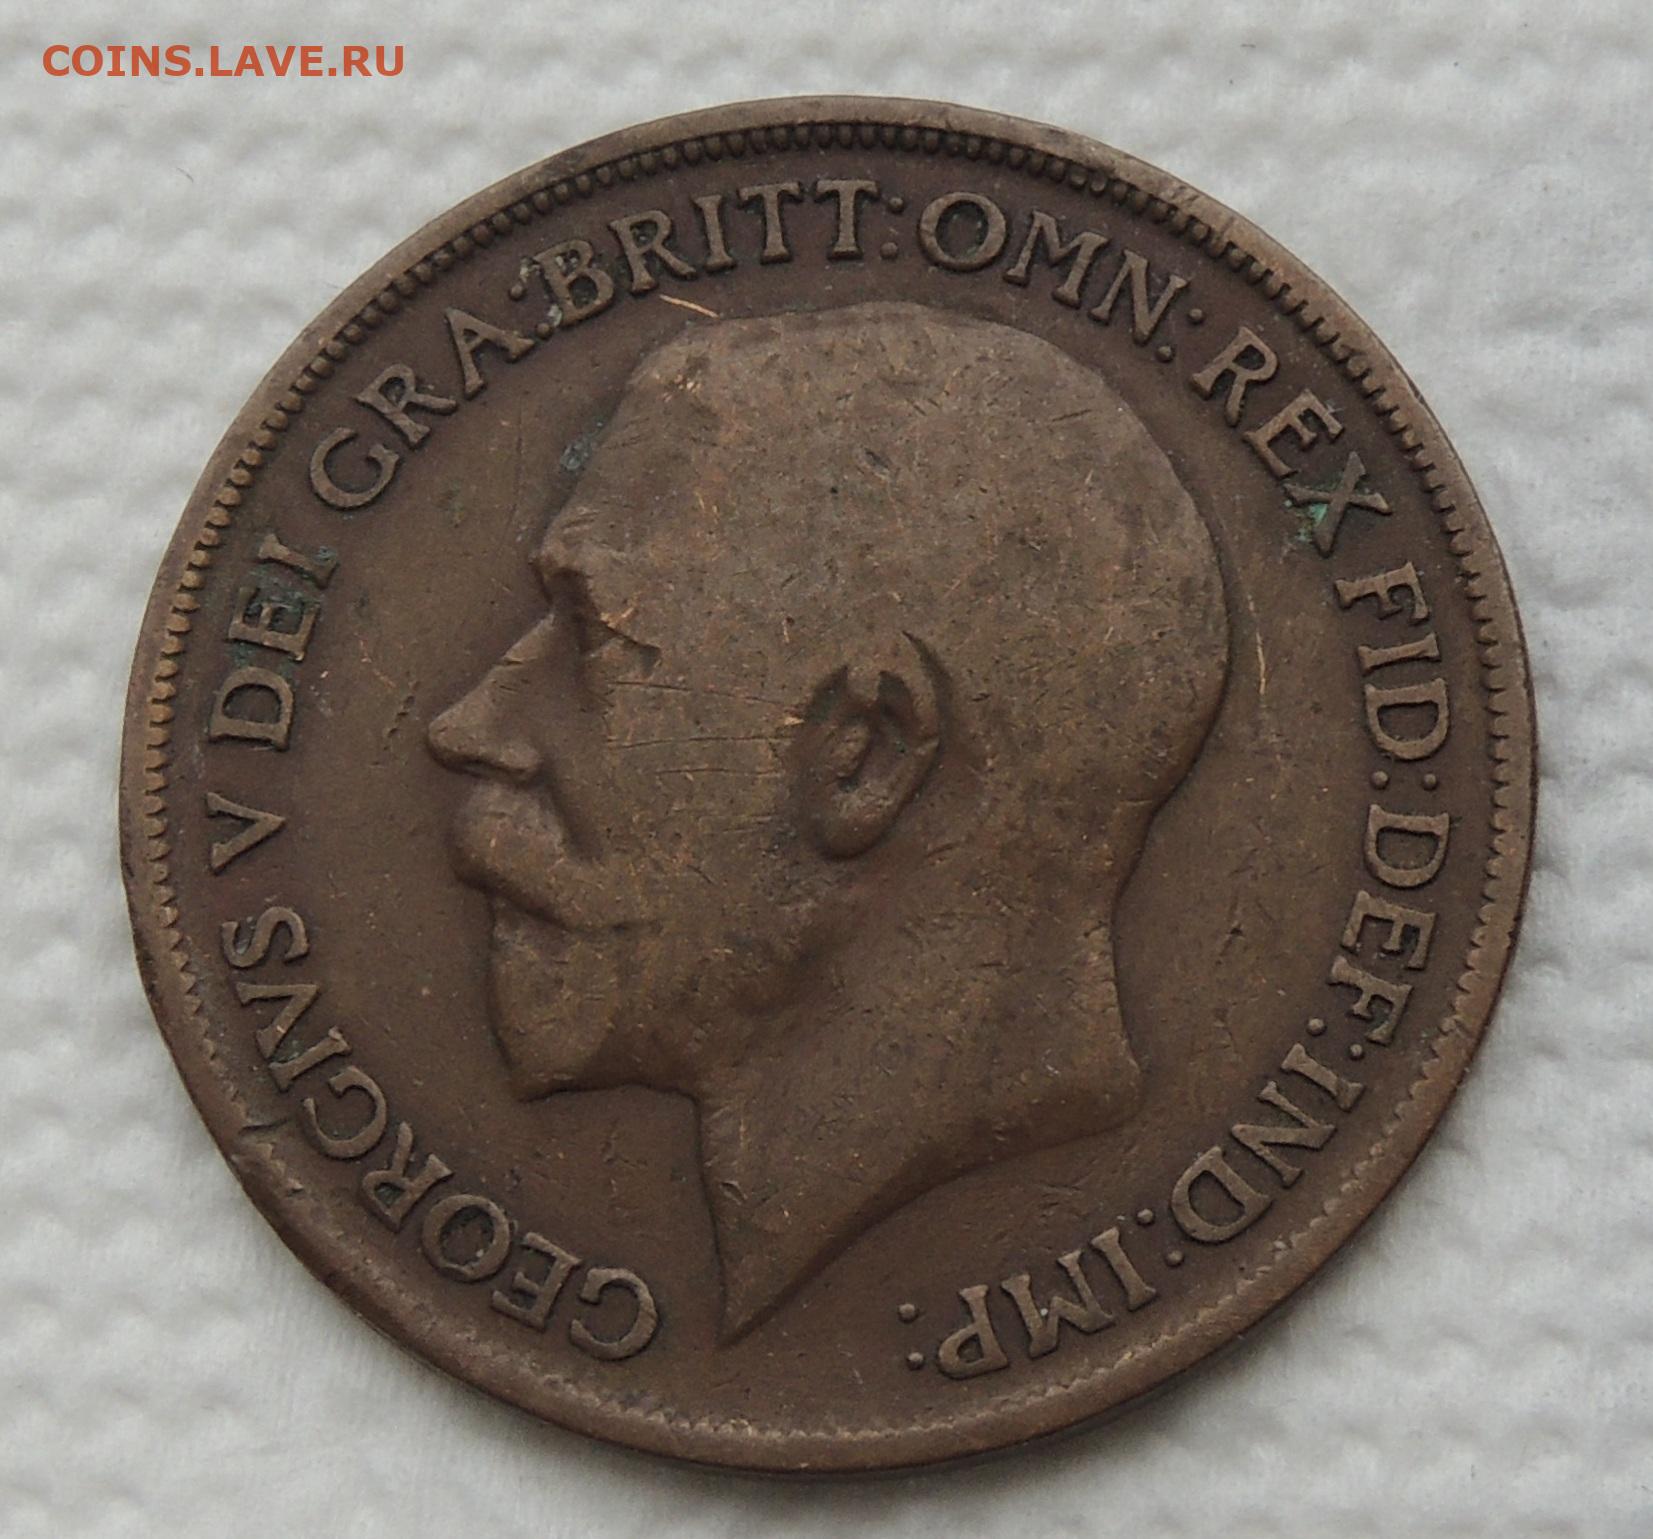 COINS.LAVE.RU
GEORGIVS V DEI GRA:BRITT:OMN:REX FID:DEF:IND:IMP: